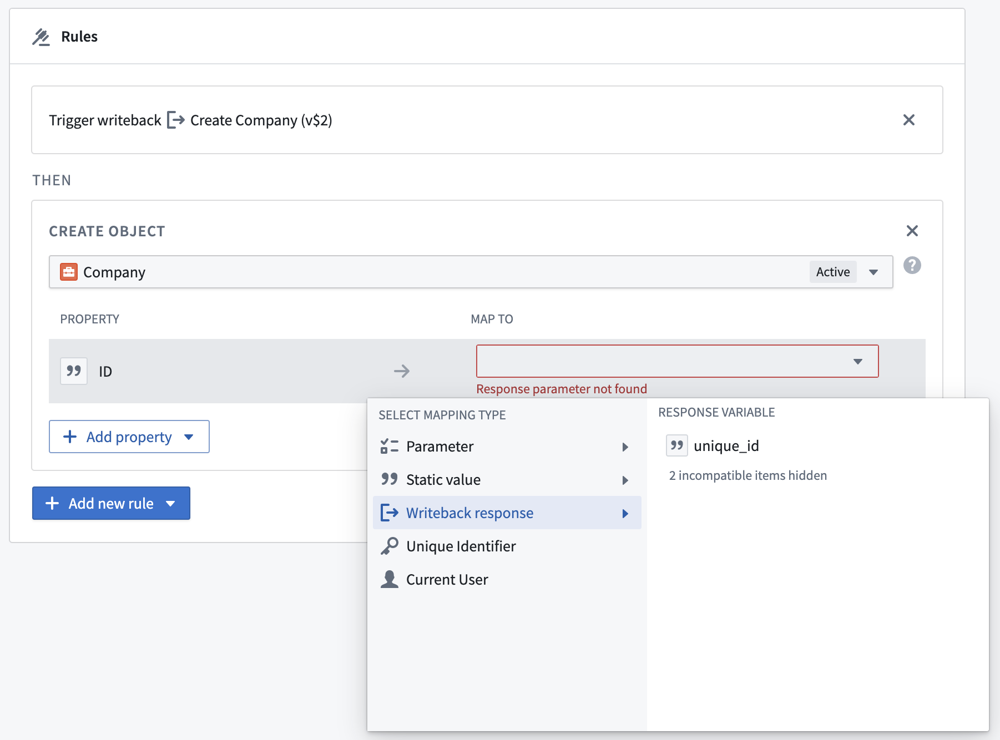 Rules
Trigger writeback Create Company (v$2)
THEN
CREATE OBJECT
Company Active
PROPERTY MAP TO
ID
Response parameter not found
Add property
Add new rule
SELECT MAPPING TYPE
Parameter
Static value
Writeback response
Unique Identifier
Current User
RESPONSE VARIABLE
unique_id
2 incompatible items hidden